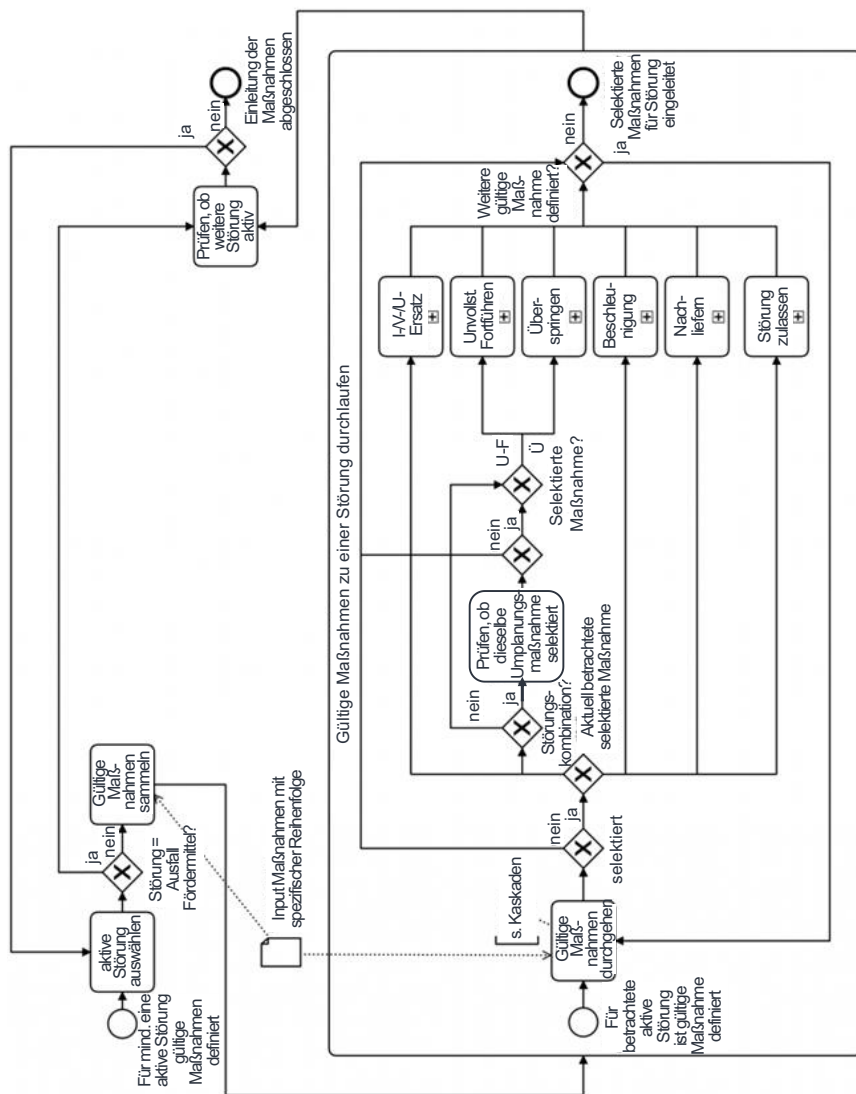 Für mind. eine
aktive Störung
gültige
Maßnahmen
definiert
aktive
Störung
auswählen
ja
nein
Störung =
Ausfall
Fördermittel?
Gültige
Maß-
nahmen
sammeln
Prüfen, ob
weitere
Störung
aktiv
ja
nein
Einleitung der
Maßnahmen
abgeschlossen
Input Maßnahmen mit
spezifischer Reihenfolge
Gültige Maßnahmen zu einer Störung durchlaufen
Für
betrachtete
aktive
Störung
ist gültige
Maßnahme
definiert
s. Kaskaden
Gültige
Maß-
nahmen
durchgehen
nein
ja
selektiert
Aktuell betrachtete
selektierte Maßnahme
nein
ja
Störungs-
kombination?
Prüfen, ob
dieselbe
Umplanungs-
maßnahme
selektiert
nein
ja
Selektierte
Maßnahme?
U-F
Ü
I-/V-/U-
Ersatz
Unvollst.
Fortführen
Über-
springen
Beschleu-
nigung
Nach-
liefern
Störung
zulassen
Weitere
gültige
Maß-
nahme
definiert?
nein
ja
Selektierte
Maßnahmen
für Störung
eingeleitet